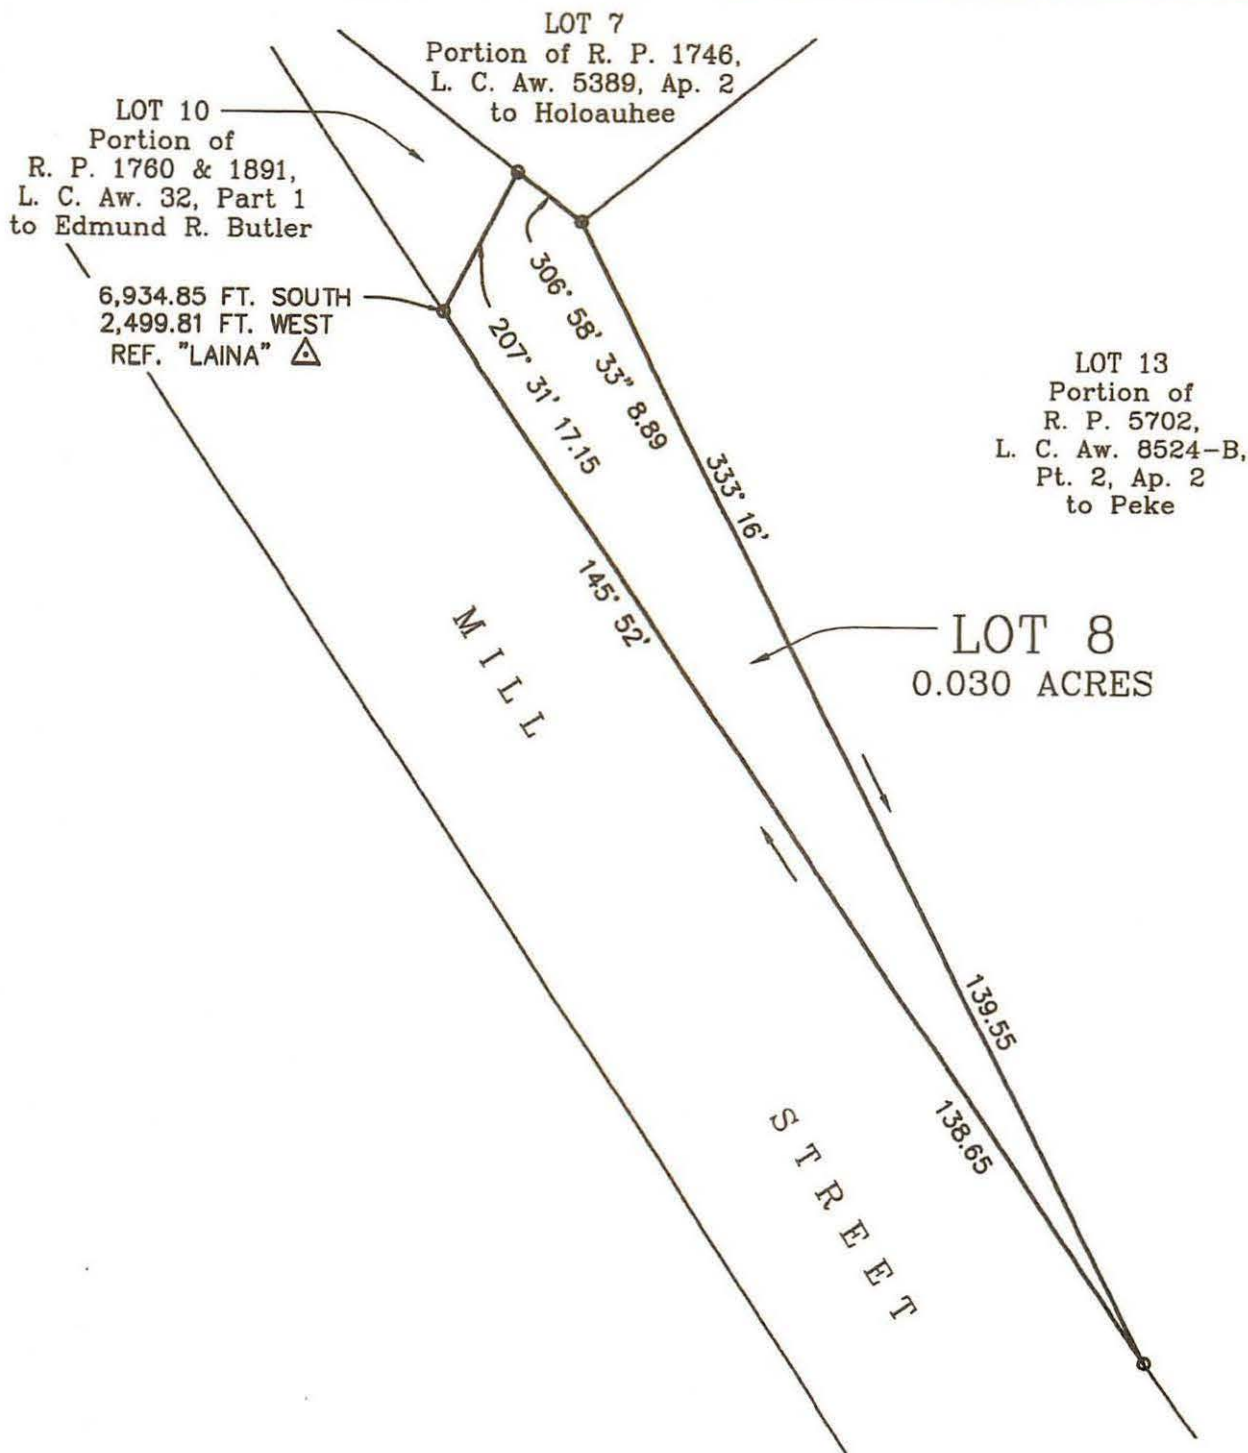 LOT 7
Portion of R. P. 1746,
L. C. Aw. 5389, Ap. 2
to Holoauhee
LOT 10
Portion of
R. P. 1760 & 1891,
L. C. Aw. 32, Part 1
to Edmund R. Butler
6,934.85 FT. SOUTH
2,499.81 FT. WEST
REF. "LAINA"
306° 58' 33" 8.89
207° 31' 17.15
333° 16'
LOT 13
Portion of
R. P. 5702,
L. C. Aw. 8524-B,
Pt. 2, Ap. 2
to Peke
145° 52'
LOT 8
0.030 ACRES
MILL
STREET
139.55
138.65